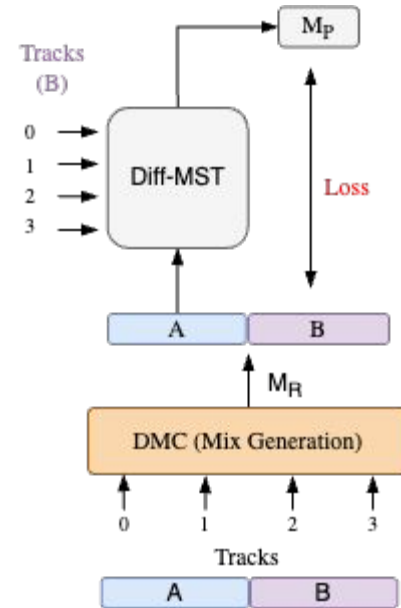 M_P
Tracks
(B)
0
1
2
3
Diff-MST
Loss
A B
M_R
DMC (Mix Generation)
0 1 2 3
Tracks
A B